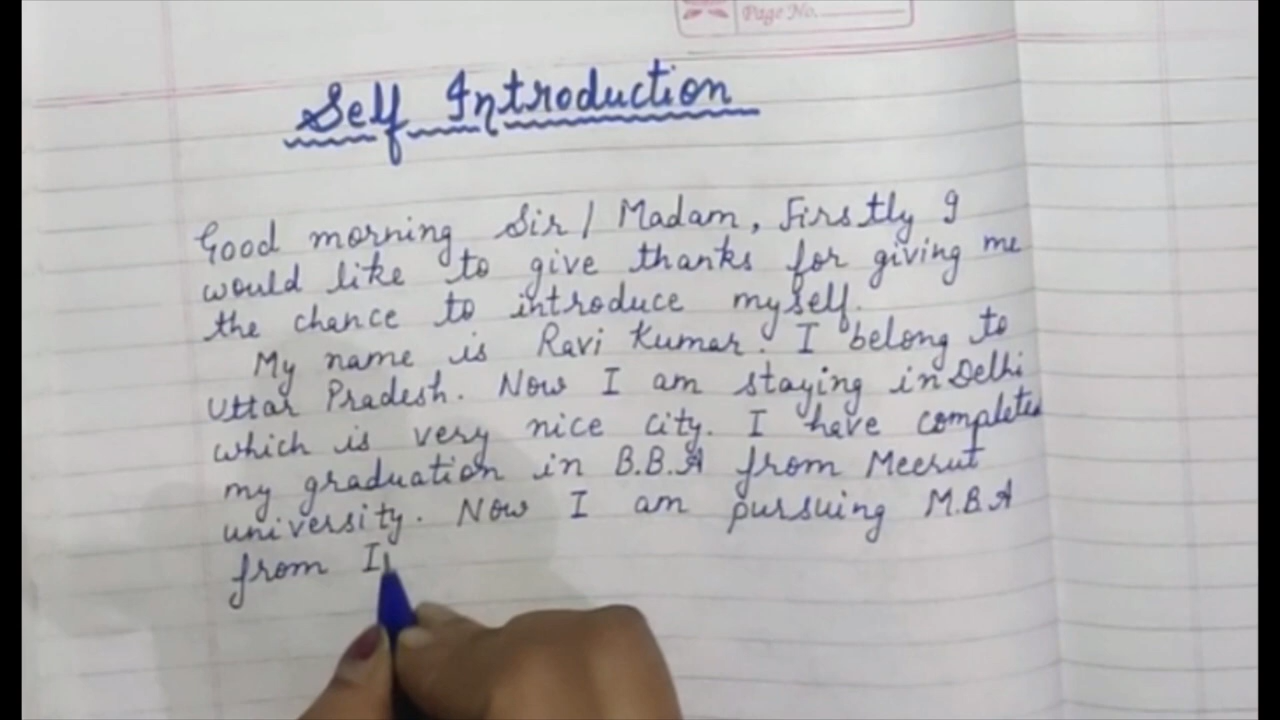 Page No.
Self Introduction
Good morning Sir / Madam, Firstly I
would like to give thanks for giving me
the chance to introduce myself.
My name is Ravi Kumar. I belong to
Uttar Pradesh. Now I am staying in Delhi
which is very nice city. I have completed
my graduation in B.B.A from Meerut
university. Now I am pursuing M.B.A
from I